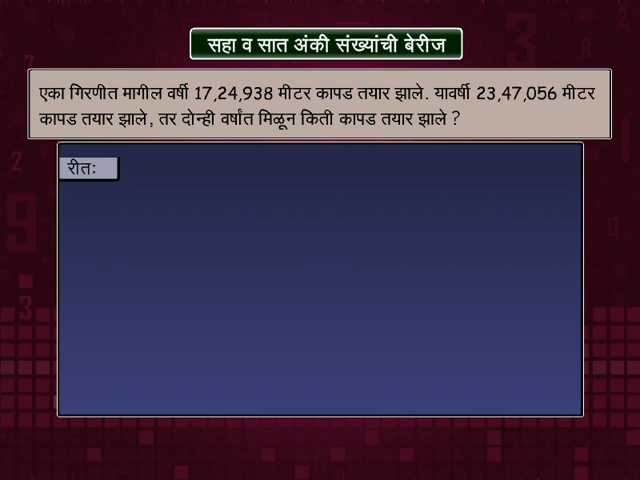 सहा व सात अंकी संख्यांची बेरीज
एका गिरणीत मागील वर्षी 17,24,938 मीटर कापड तयार झाले. यावर्षी 23,47,056 मीटर
कापड तयार झाले, तर दोन्ही वर्षांत मिळून किती कापड तयार झाले ?
रीतः